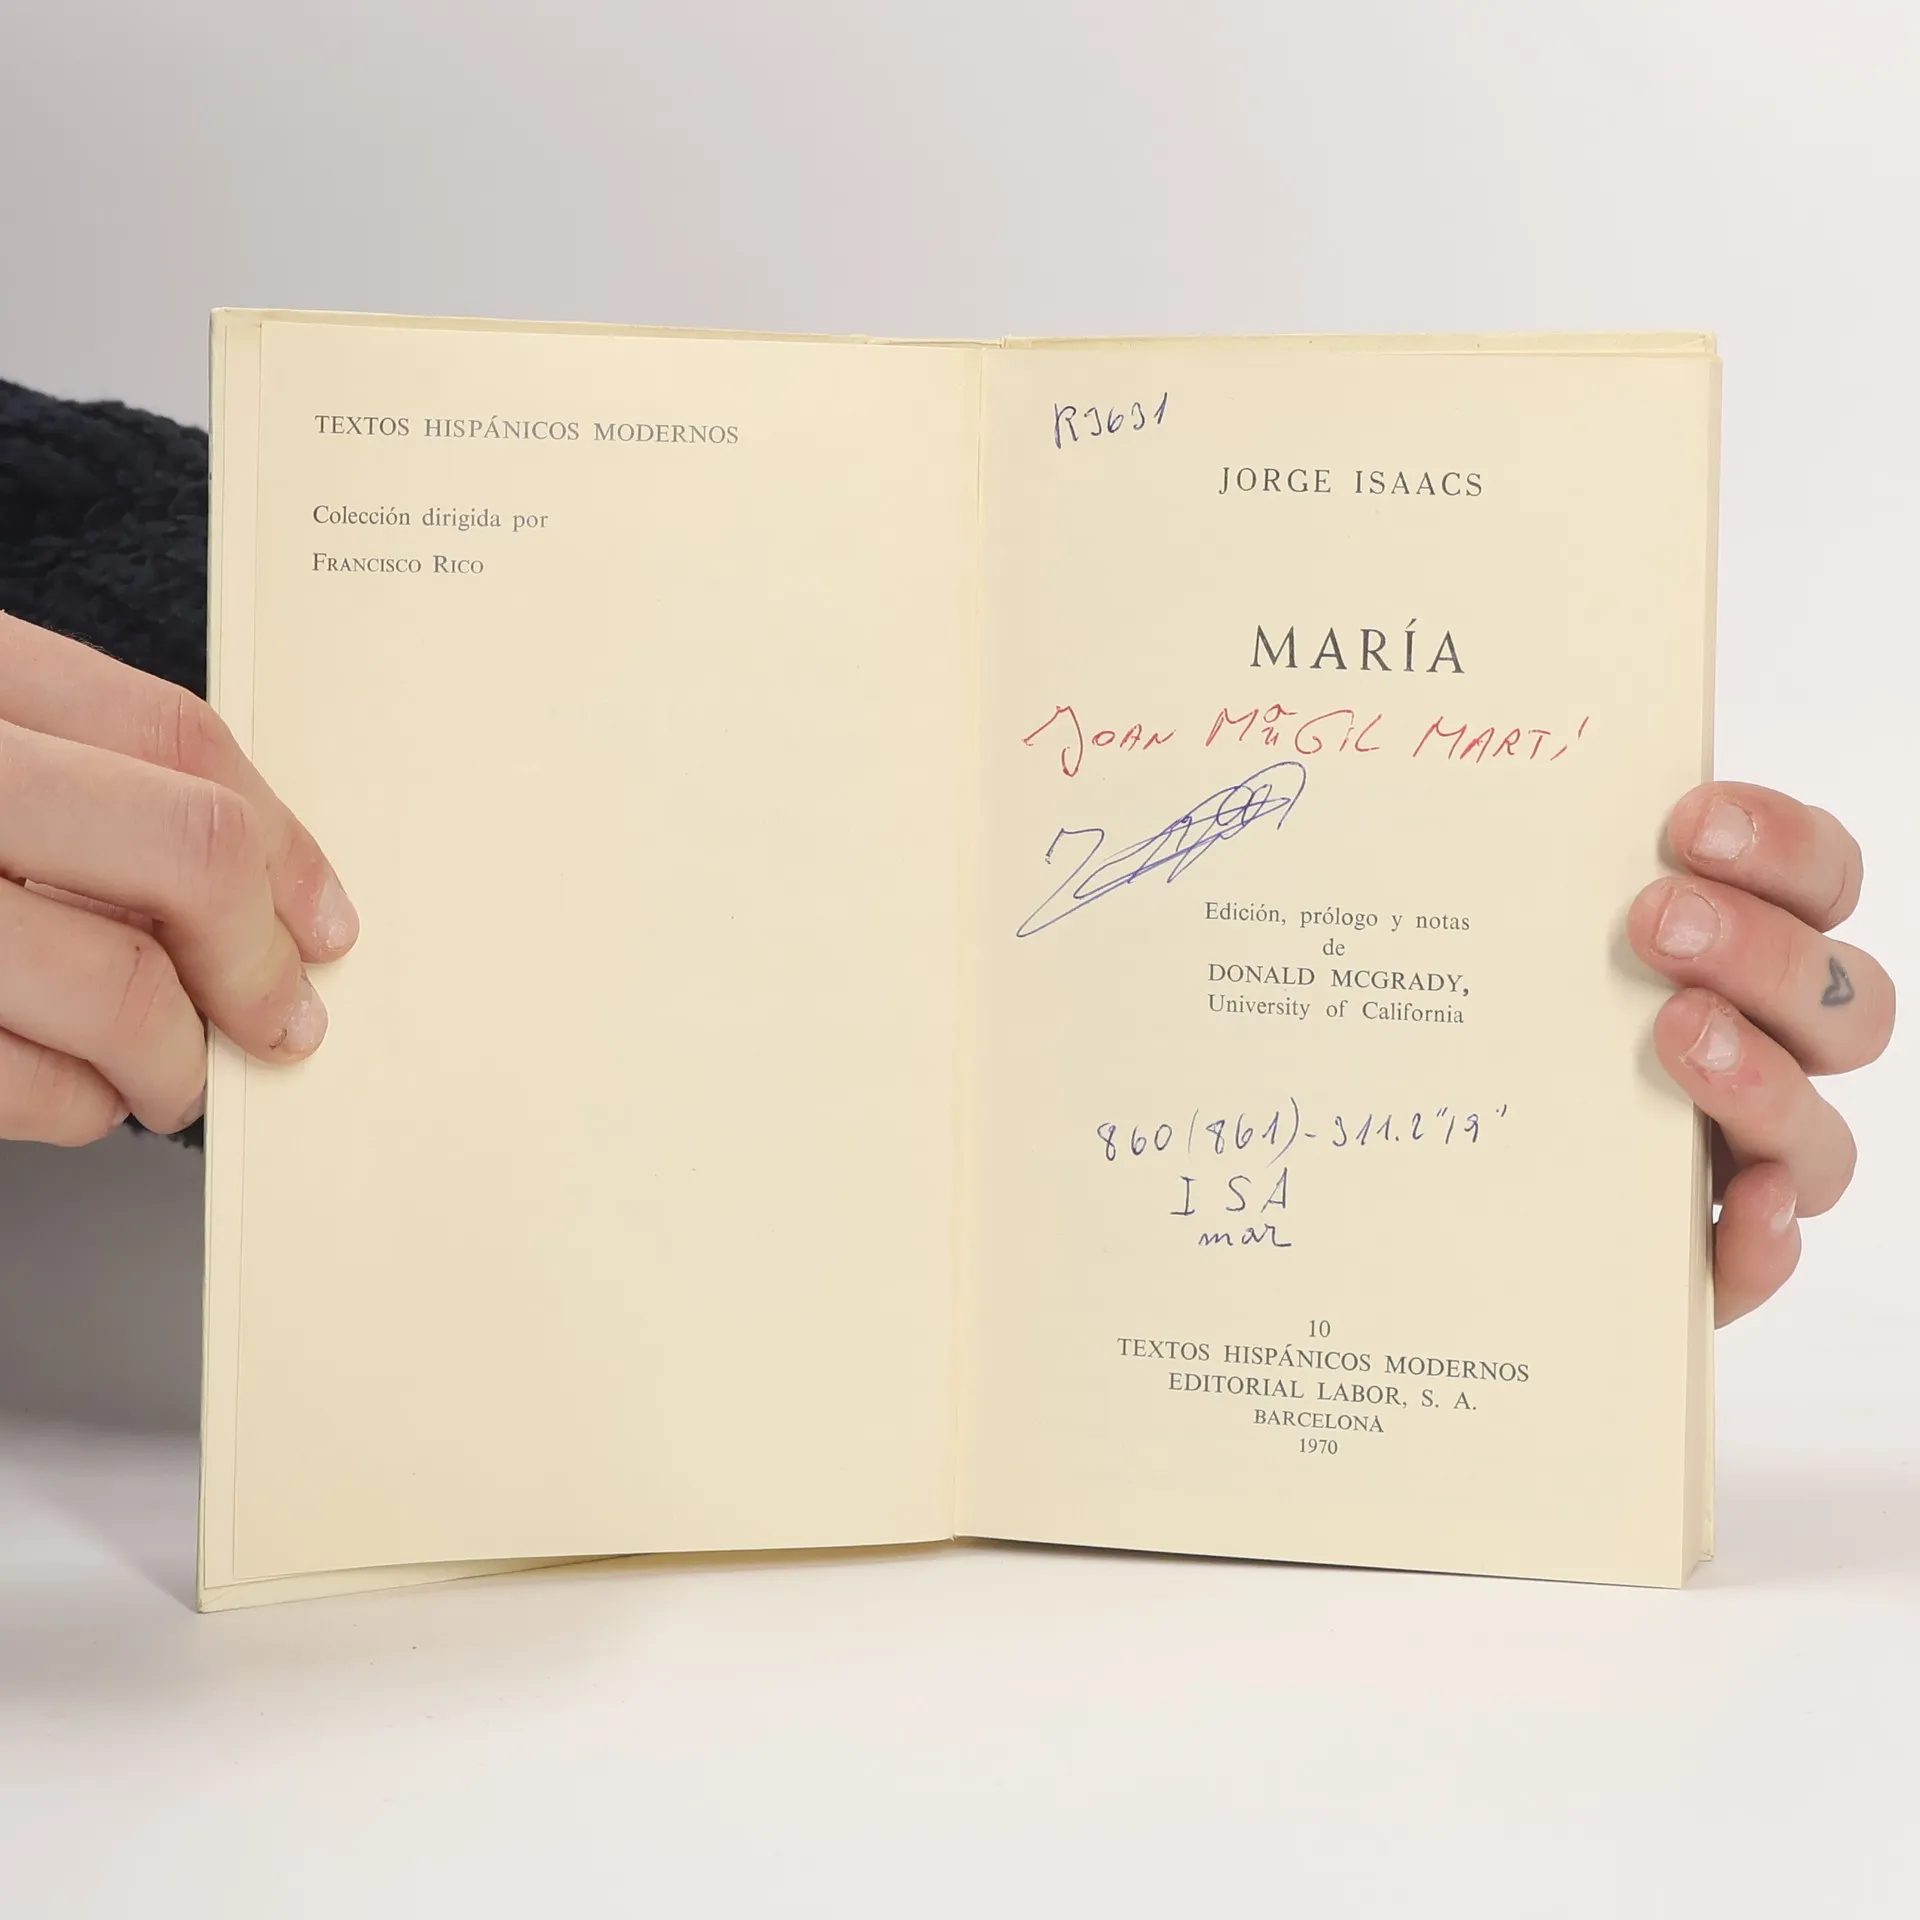 TEXTOS HISPÁNICOS MODERNOS
Colección dirigida por
FRANCISCO RICO
R3631
JORGE ISAACS
MARÍA
JOAN Mª GIL MARTÍ
Edición, prólogo y notas
de
DONALD MCGRADY,
University of California
860(861)-311.2"19"
ISA
mar
10
TEXTOS HISPÁNICOS MODERNOS
EDITORIAL LABOR, S. A.
BARCELONA
1970